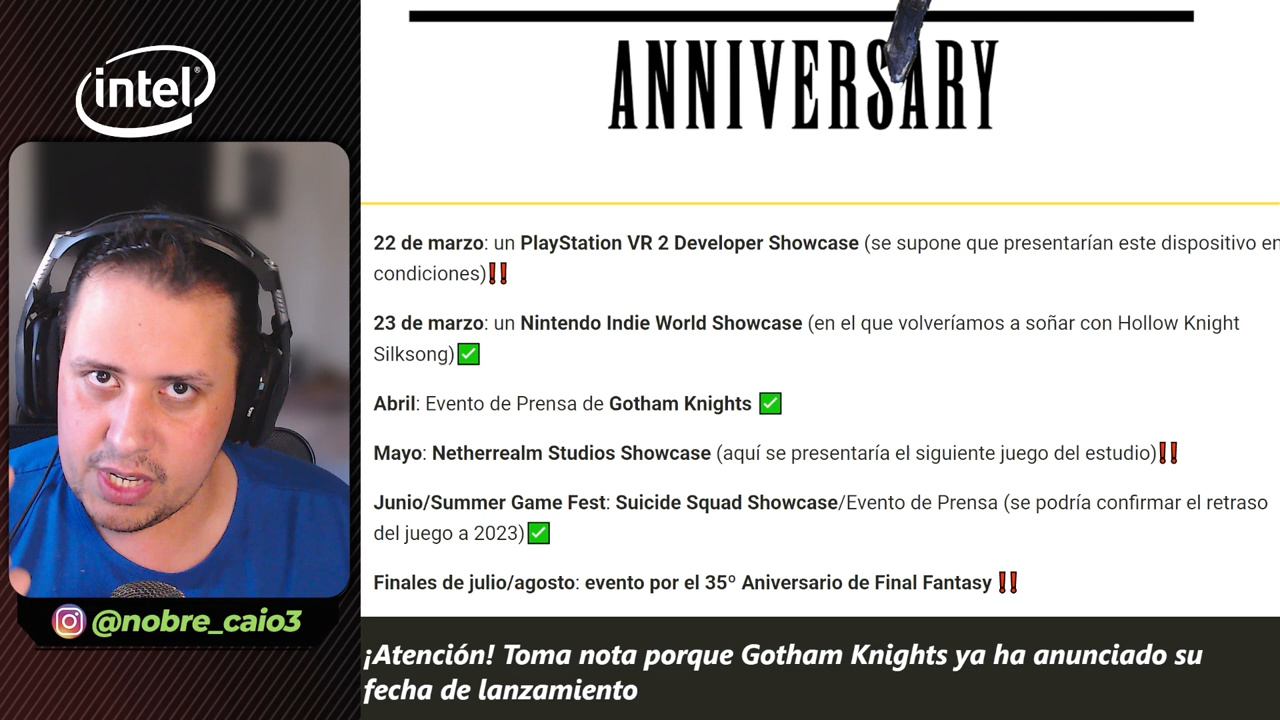 intel®
@nobre_caio3
ANNIVERSARY
22 de marzo: un PlayStation VR 2 Developer Showcase (se supone que presentarían este dispositivo en
condiciones)‼️
23 de marzo: un Nintendo Indie World Showcase (en el que volveríamos a soñar con Hollow Knight
Silksong)✅
Abril: Evento de Prensa de Gotham Knights ✅
Mayo: Netherrealm Studios Showcase (aquí se presentaría el siguiente juego del estudio)‼️
Junio/Summer Game Fest: Suicide Squad Showcase/Evento de Prensa (se podría confirmar el retraso
del juego a 2023)✅
Finales de julio/agosto: evento por el 35º Aniversario de Final Fantasy ‼️
¡Atención! Toma nota porque Gotham Knights ya ha anunciado su
fecha de lanzamiento